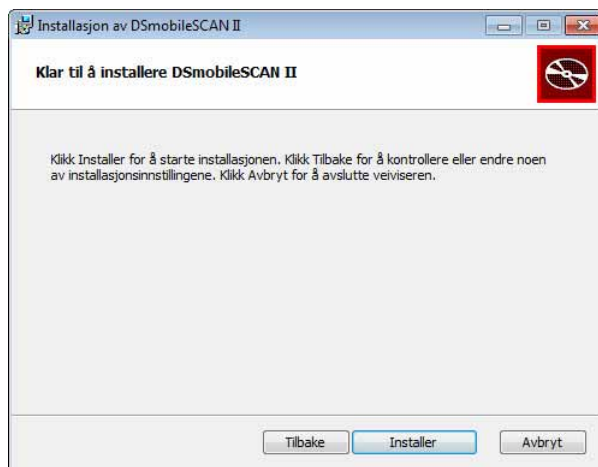 Installasjon av DSmobileSCAN II
Klar til å installere DSmobileSCAN II
Klikk Installer for å starte installasjonen. Klikk Tilbake for å kontrollere eller endre noen
av installasjonsinnstillingene. Klikk Avbryt for å avslutte veiviseren.
Tilbake Installer Avbryt